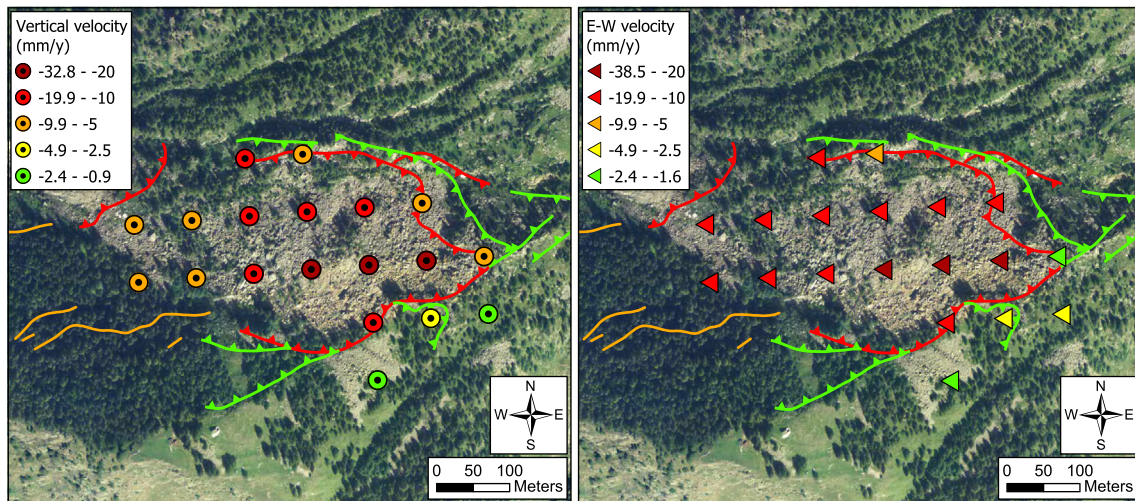 Vertical velocity
(mm/y)
-32.8 - -20
-19.9 - -10
-9.9 - -5
-4.9 - -2.5
-2.4 - -0.9
N
W E
S
0 50 100
Meters
E-W velocity
(mm/y)
-38.5 - -20
-19.9 - -10
-9.9 - -5
-4.9 - -2.5
-2.4 - -1.6
N
W E
S
0 50 100
Meters